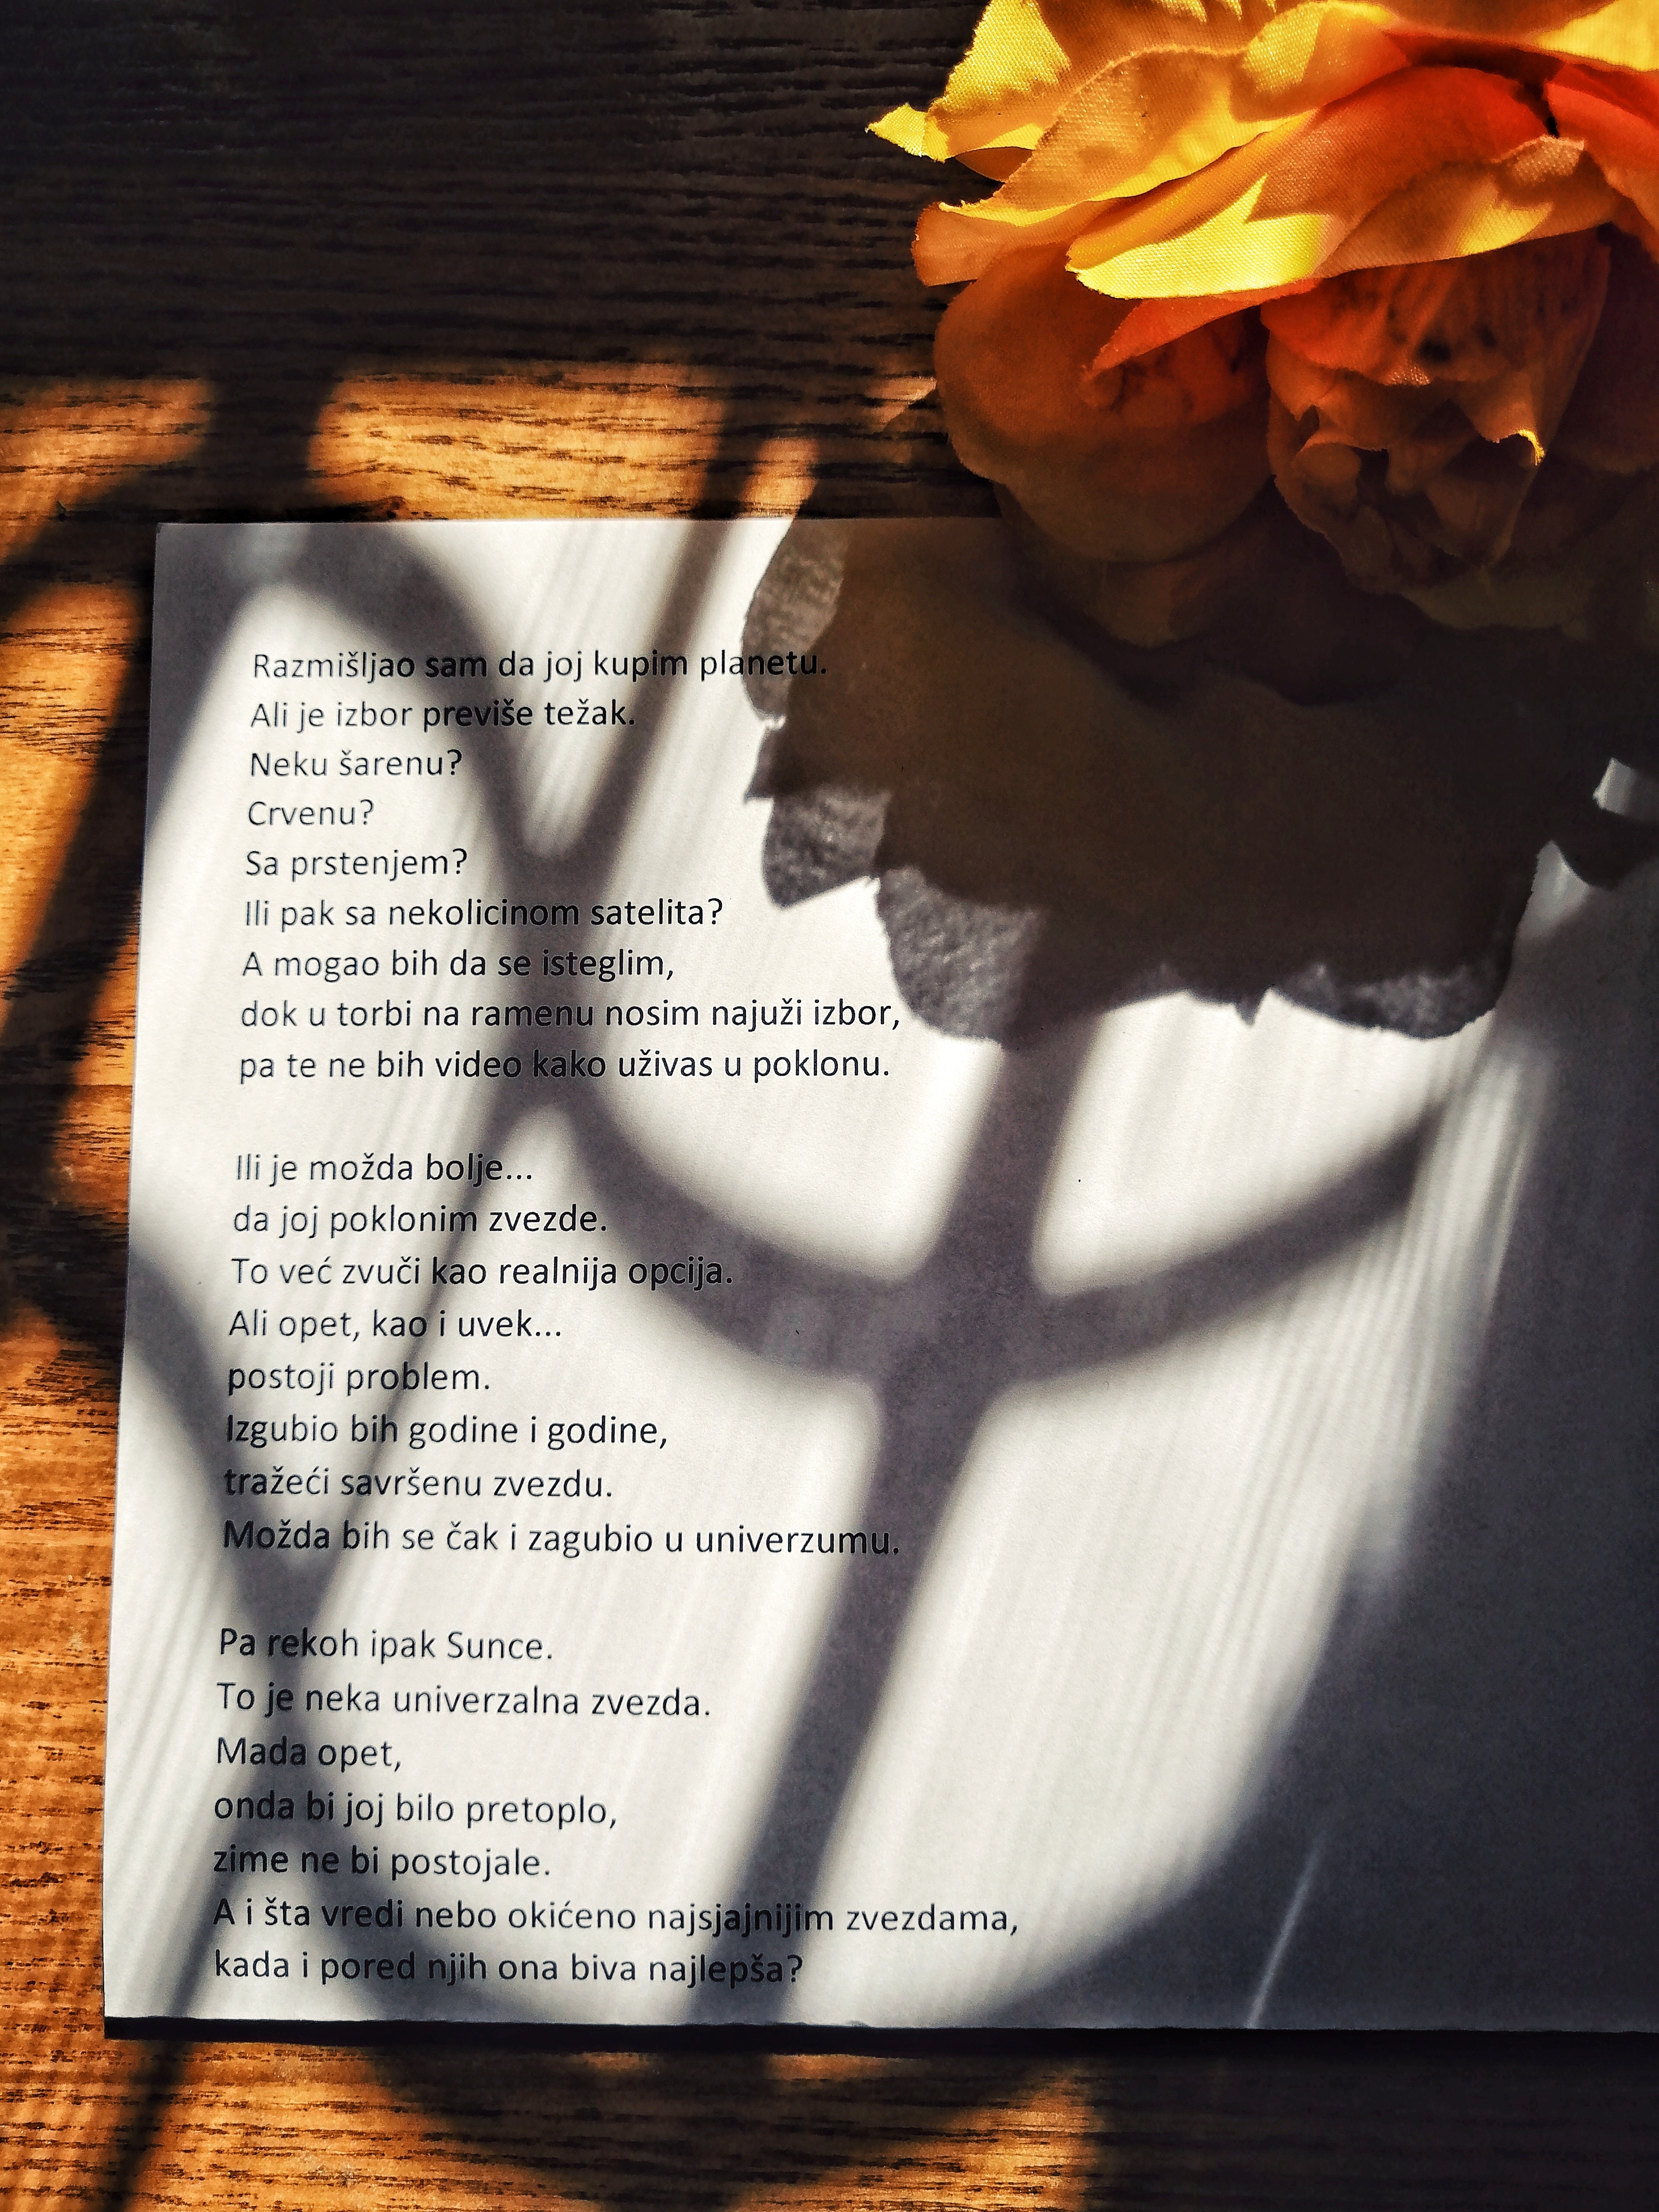 Razmišljao sam da joj kupim planetu.
Ali je izbor previše težak.
Neku šarenu?
Crvenu?
Sa prstenjem?
Ili pak sa nekolicinom satelita?
A mogao bih da se isteglim,
dok u torbi na ramenu nosim najuži izbor,
pa te ne bih video kako uživas u poklonu.
Ili je možda bolje...
da joj poklonim zvezde.
To već zvuči kao realnija opcija.
Ali opet, kao i uvek...
postoji problem.
Izgubio bih godine i godine,
tražeći savršenu zvezdu.
Možda bih se čak i zagubio u univerzumu.
Pa rekoh ipak Sunce.
To je neka univerzalna zvezda.
Mada opet,
onda bi joj bilo pretoplo,
zime ne bi postojale.
A i šta vredi nebo okićeno najsjajnijim zvezdama,
kada i pored njih ona biva najlepša?